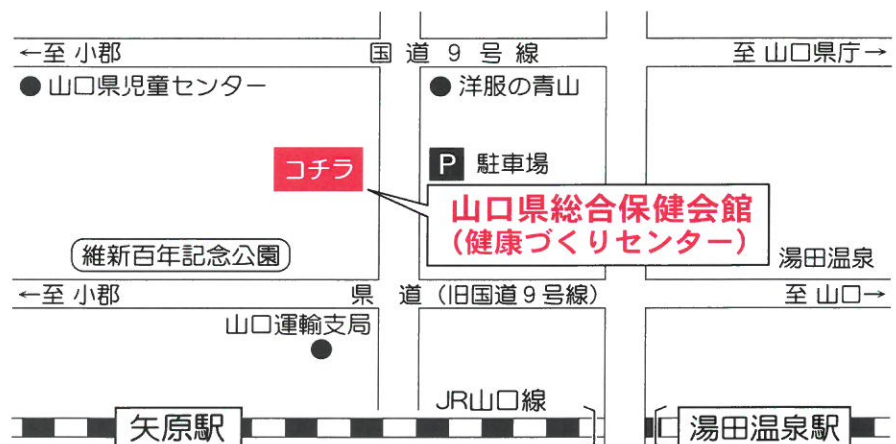 ←至 小郡
国道9号線
至 山口県庁→
● 山口県児童センター
● 洋服の青山
コチラ
P 駐車場
山口県総合保健会館
(健康づくりセンター)
維新百年記念公園
湯田温泉
←至 小郡
県 道 (旧国道9号線)
至 山口→
山口運輸支局
JR山口線
矢原駅
湯田温泉駅